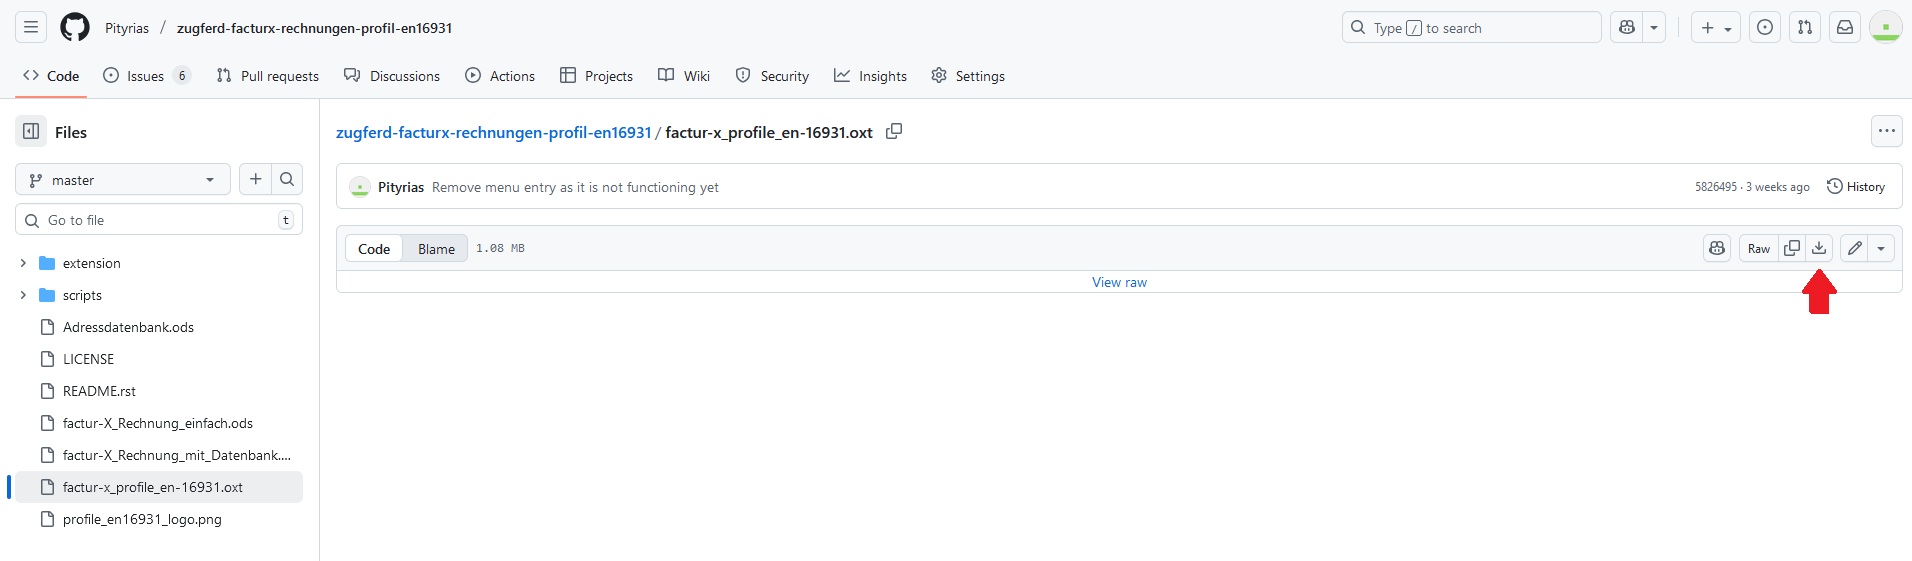 Pityrias / zugferd-facturx-rechnungen-profil-en16931
Type / to search
Code
Issues 6
Pull requests
Discussions
Actions
Projects
Wiki
Security
Insights
Settings
Files
master
Go to file
t
extension
scripts
Adressdatenbank.ods
LICENSE
README.rst
factur-X_Rechnung_einfach.ods
factur-X_Rechnung_mit_Datenbank....
factur-x_profile_en-16931.oxt
profile_en16931_logo.png
zugferd-facturx-rechnungen-profil-en16931 / factur-x_profile_en-16931.oxt
Pityrias Remove menu entry as it is not functioning yet
5826495 · 3 weeks ago
History
Code
Blame
1.08 MB
Raw
View raw